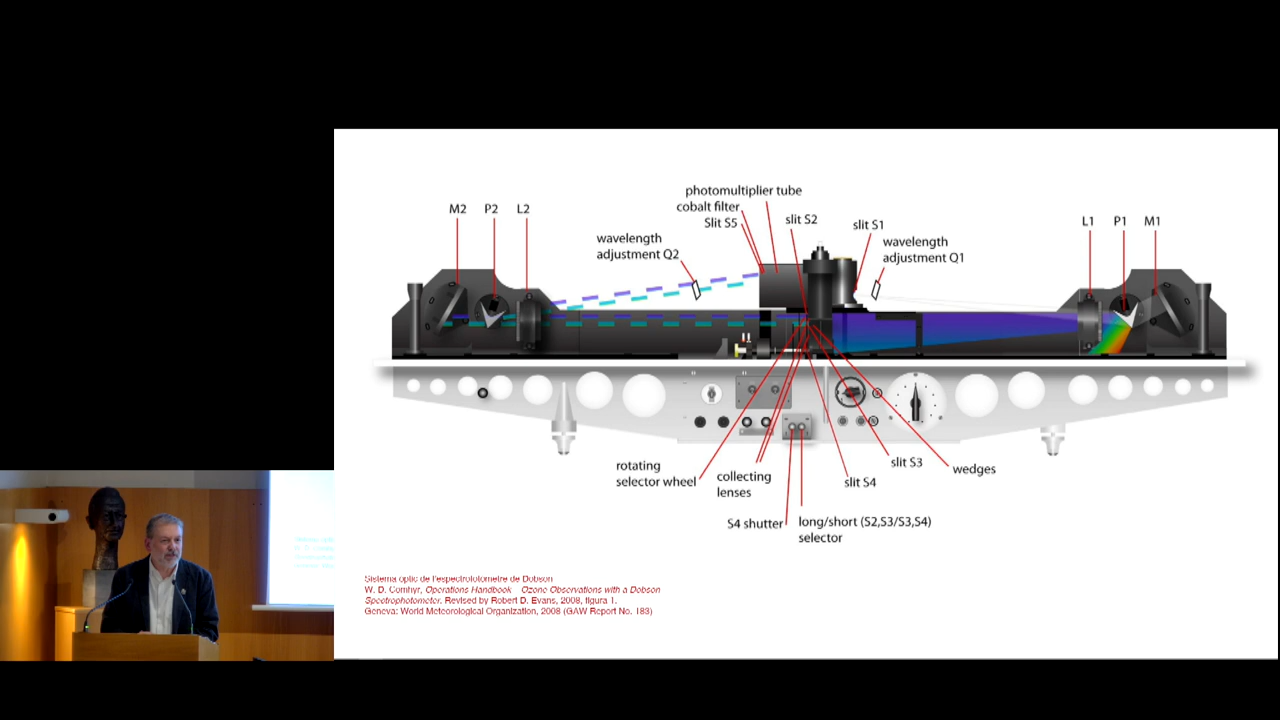 photomultiplier tube
cobalt filter
Slit S5
slit S2
slit S1
M2
P2
L2
wavelength
adjustment Q2
wavelength
adjustment Q1
L1
P1
M1
rotating
selector wheel
collecting
lenses
slit S4
slit S3
wedges
S4 shutter
long/short (S2,S3/S3,S4)
selector
Sistema òptic de l'espectrofotòmetre de Dobson
W. D. Comhyr, Operations Handbook – Ozone Observations with a Dobson
Spectrophotometer. Revised by Robert D. Evans, 2008, figura 1.
Geneva: World Meteorological Organization, 2008 (GAW Report No. 183)